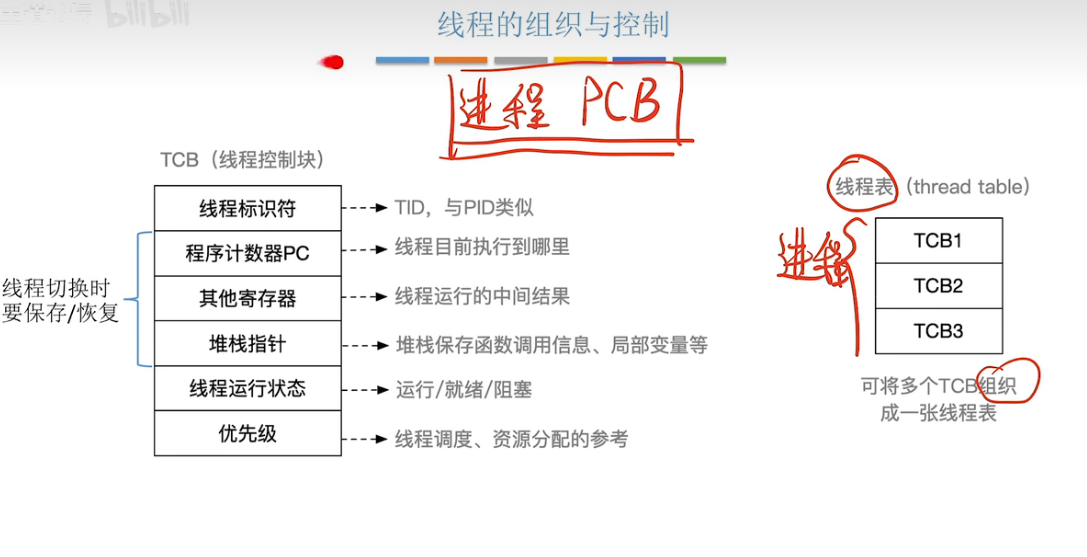 bilibili
线程的组织与控制
进程 PCB
TCB（线程控制块）
线程标识符
TID，与PID类似
程序计数器PC
线程目前执行到哪里
其他寄存器
线程运行的中间结果
堆栈指针
堆栈保存函数调用信息、局部变量等
线程运行状态
运行/就绪/阻塞
优先级
线程调度、资源分配的参考
线程切换时
要保存/恢复
线程表（thread table）
进程
TCB1
TCB2
TCB3
可将多个TCB组织
成一张线程表